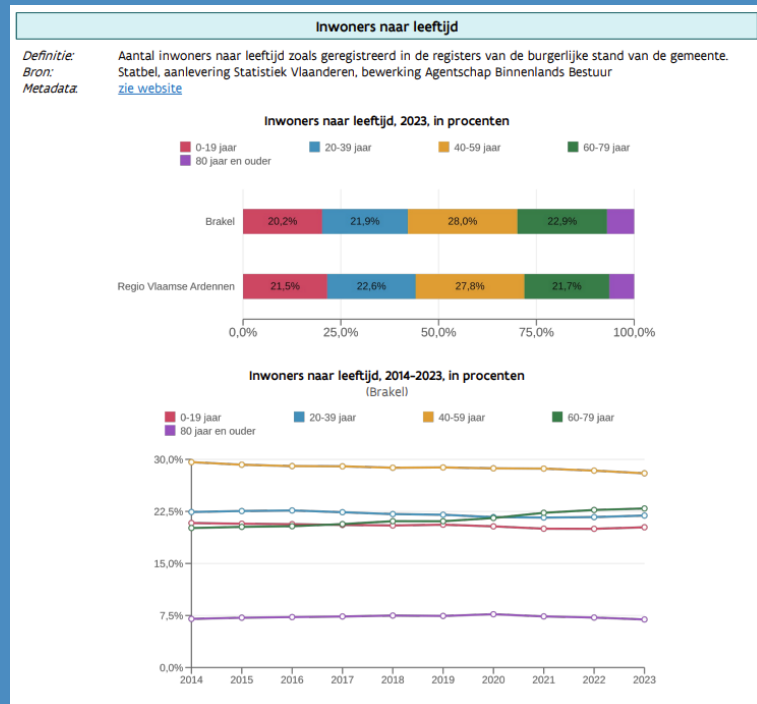 Inwoners naar leeftijd
Definitie: Aantal inwoners naar leeftijd zoals geregistreerd in de registers van de burgerlijke stand van de gemeente.
Bron: Statbel, aanlevering Statistiek Vlaanderen, bewerking Agentschap Binnenlands Bestuur
Metadata: zie website
Inwoners naar leeftijd, 2023, in procenten
0-19 jaar 20-39 jaar 40-59 jaar 60-79 jaar
80 jaar en ouder
Brakel 20,2% 21,9% 28,0% 22,9%
Regio Vlaamse Ardennen 21,5% 22,6% 27,8% 21,7%
0,0% 25,0% 50,0% 75,0% 100,0%
Inwoners naar leeftijd, 2014-2023, in procenten
(Brakel)
0-19 jaar 20-39 jaar 40-59 jaar 60-79 jaar
80 jaar en ouder
30,0%
22,5%
15,0%
7,5%
0,0%
2014 2015 2016 2017 2018 2019 2020 2021 2022 2023